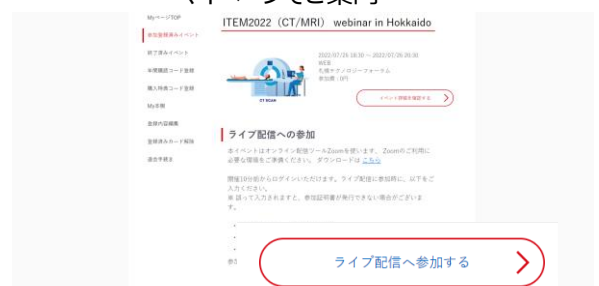 ITEM2022（CT/MRI） webinar in Hokkaido
Myページ TOP
参加登録済みイベント
終了済みイベント
年間購読コード登録
購入特典コード登録
My本棚
登録内容編集
登録済みカード解除
退会手続き
2022/07/26 18:30 ～ 2022/07/26 20:30
WEB
札幌テクノロジーフォーラム
参加費：0円
CT SCAN
イベント詳細を確認する
ライブ配信への参加
本イベントはオンライン配信ツールZoomを使います。 Zoomのご利用に
必要な環境をご準備ください。 ダウンロードは こちら
開催10分前からログインいただけます。ライブ配信に参加時に、以下をご
入力ください。
※ 誤って入力されますと、参加証明書が発行できない場合がございま
す。
ライブ配信へ参加する